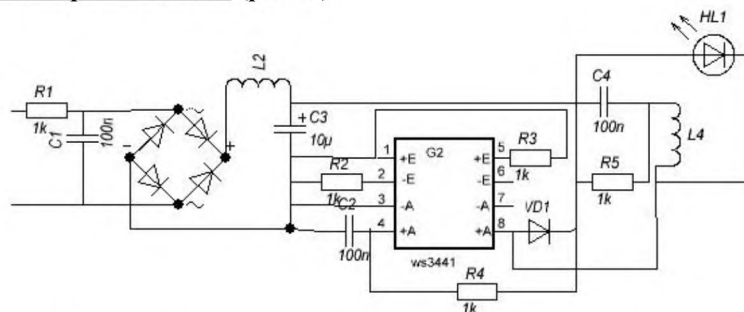 HL1
L2
R1
C4
C3
+
1k
C1
100n
~
10µ
100n
L4
-
+
R2
1
+E
G2
+E
5
R3
2
-E
-E
6
1k
R5
1k
C2
3
-A
-A
7
1k
~
4
+A
+A
8
VD1
100n
ws3441
R4
1k